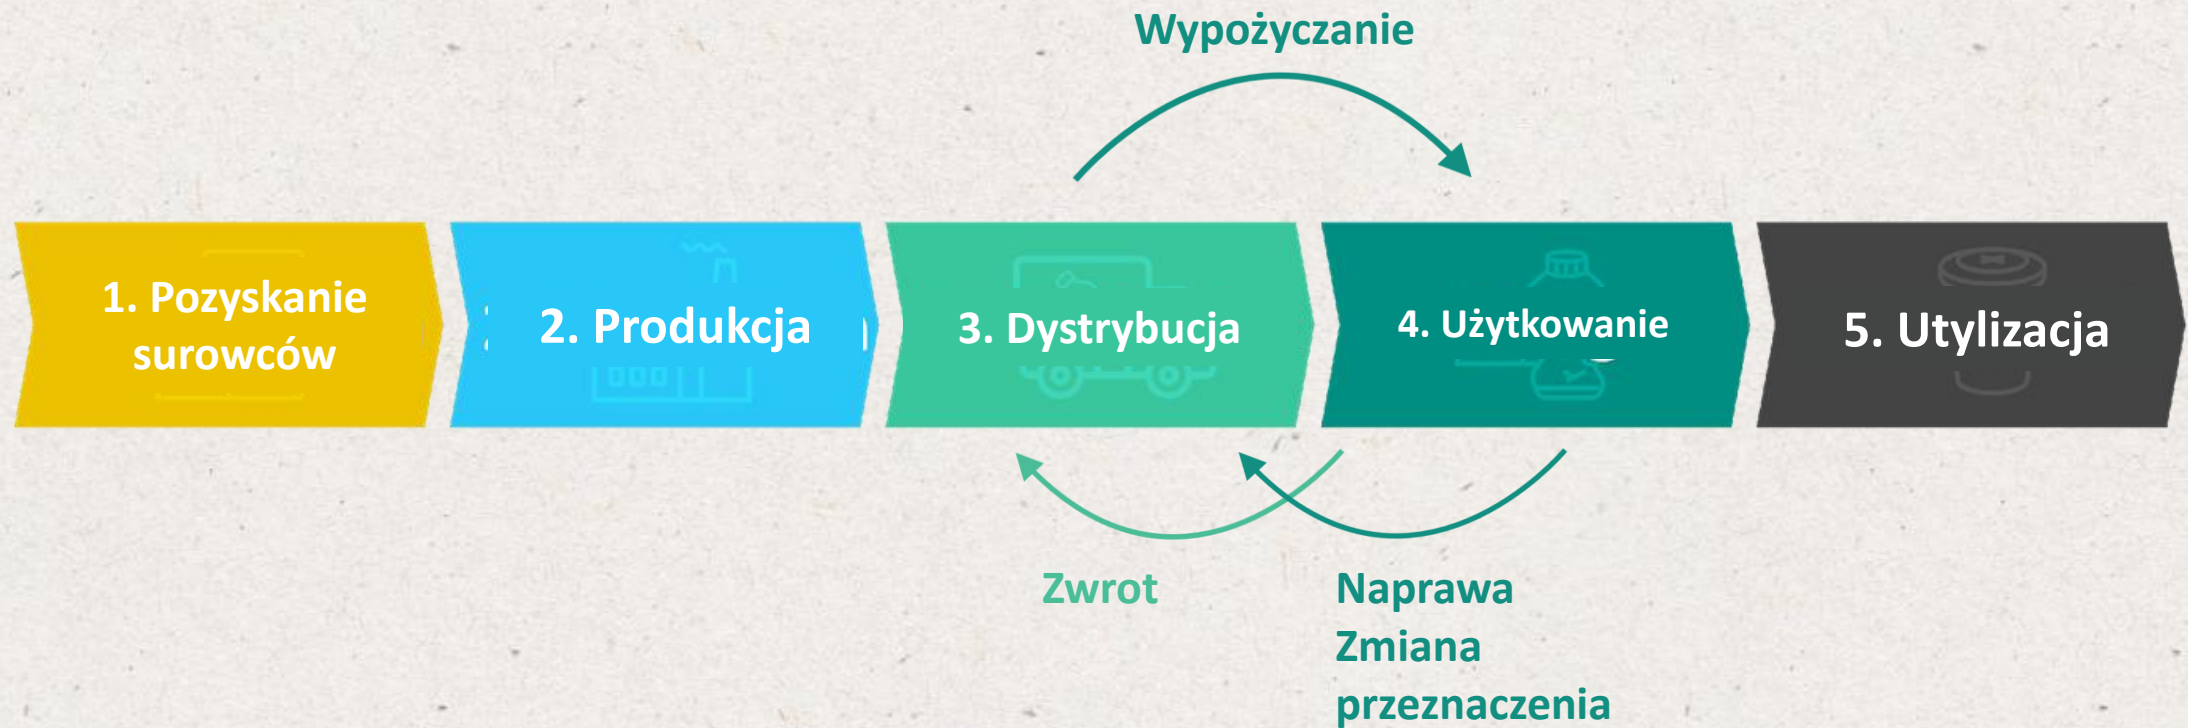 Wypożyczanie
1. Pozyskanie
surowców
2. Produkcja
3. Dystrybucja
4. Użytkowanie
5. Utylizacja
Zwrot
Naprawa
Zmiana
przeznaczenia